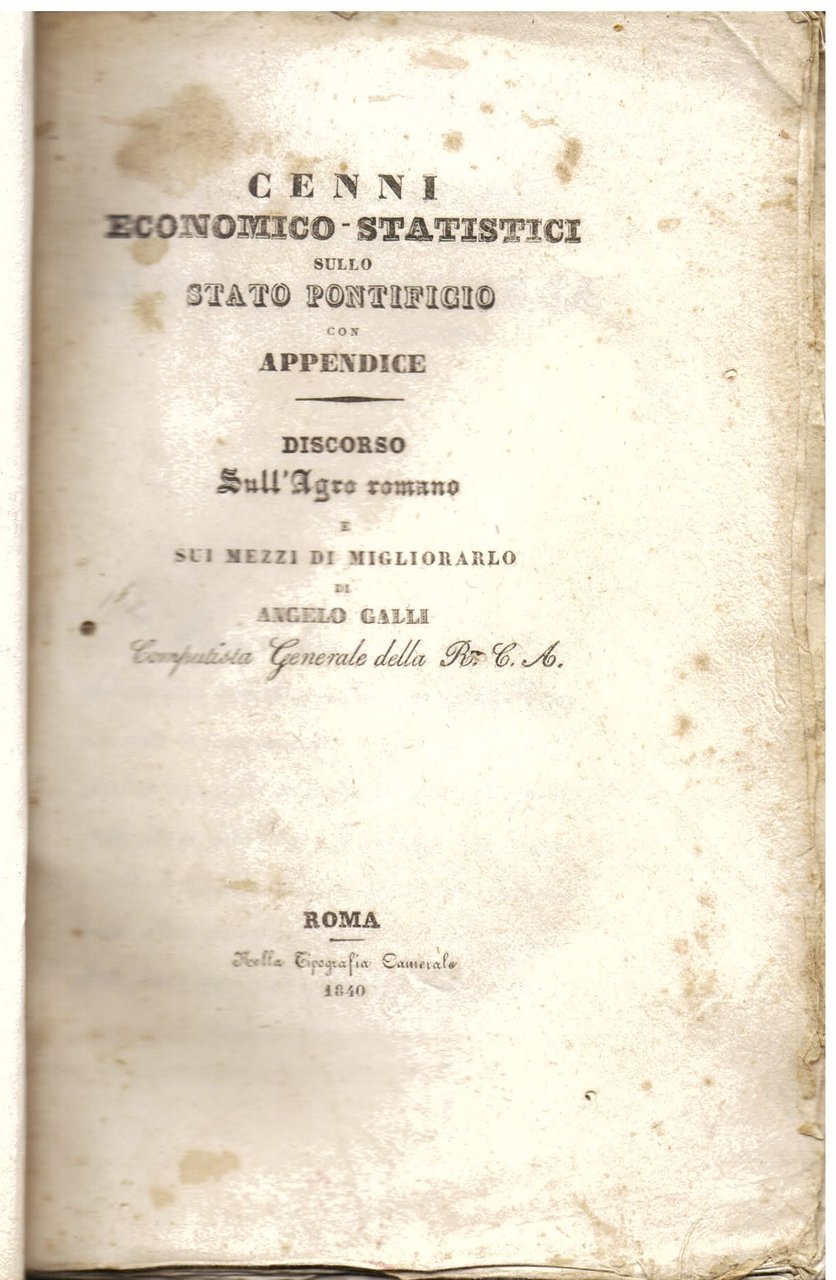 CENNI
ECONOMICO-STATISTICI
SULLO
STATO PONTIFICIO
CON
APPENDICE
DISCORSO
Sull'Agro romano
E
SUI MEZZI DI MIGLIORARLO
DI
ANGELO GALLI
Computista Generale della R. C. A.
ROMA
Nella Tipografia Camerale
1840